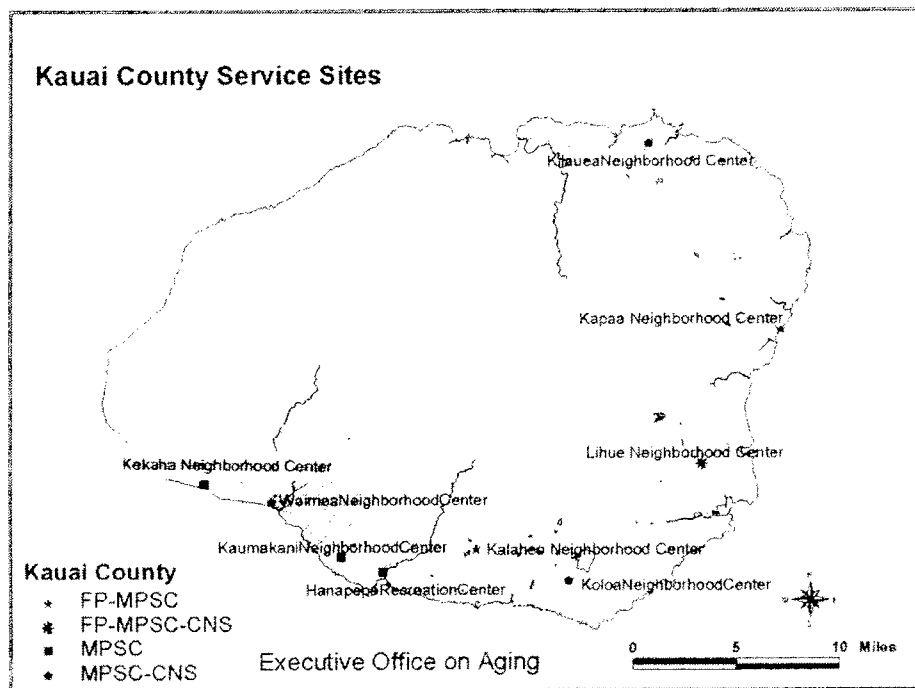 Kauai County Service Sites
KilaueaNeighborhood Center
Kapaa Neighborhood Center
Lihue Neighborhood Center
Kekaha Neighborhood Center
WaimeaNeighborhoodCenter
KaumakaniNeighborhoodCenter
Kalaheo Neighborhood Center
HanapepeRecreationCenter
KoloaNeighborhoodCenter
Kauai County
FP-MPSC
FP-MPSC-CNS
MPSC
MPSC-CNS
Executive Office on Aging
0 5 10 Miles